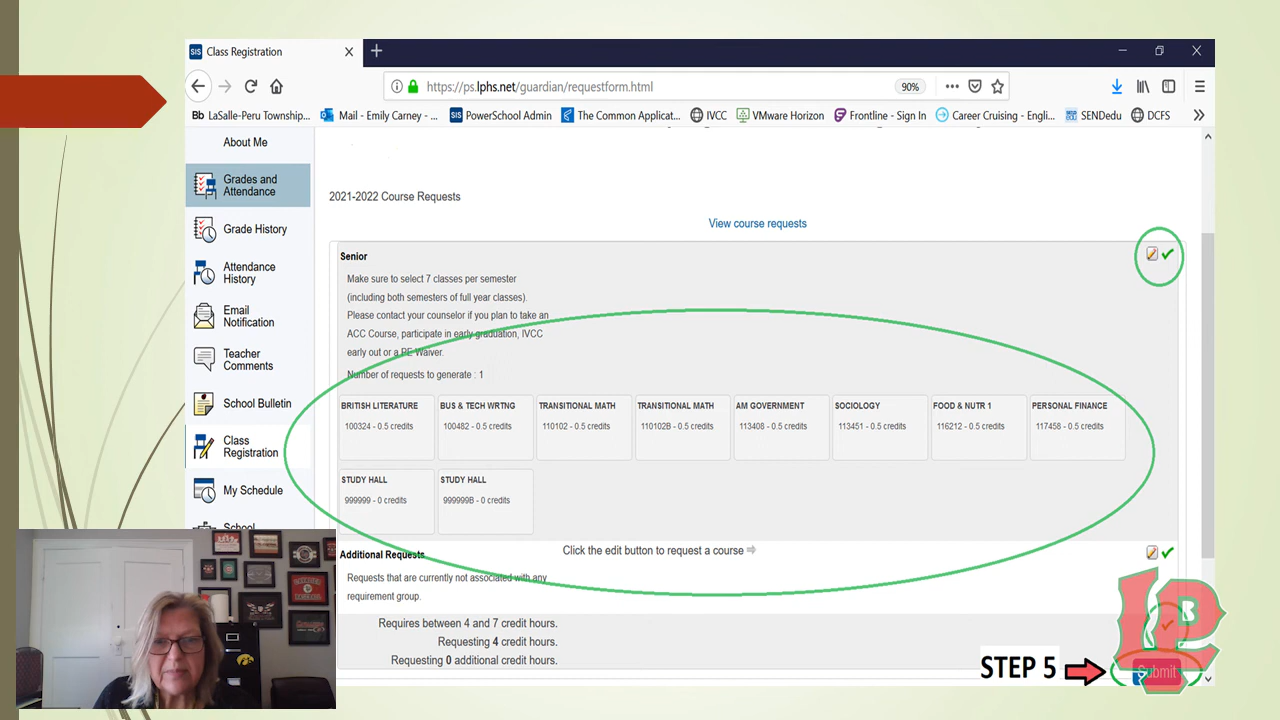 SIS Class Registration
https://ps.lphs.net/guardian/requestform.html 90%
Bb LaSalle-Peru Township... Mail - Emily Carney - ... SIS PowerSchool Admin The Common Applicat... IVCC VMware Horizon Frontline - Sign In Career Cruising - Engli... SENDedu DCFS
About Me
Grades and
Attendance
Grade History
Attendance
History
Email
Notification
Teacher
Comments
School Bulletin
Class
Registration
My Schedule
School
2021-2022 Course Requests
View course requests
Senior
Make sure to select 7 classes per semester
(including both semesters of full year classes).
Please contact your counselor if you plan to take an
ACC Course, participate in early graduation, IVCC
early out or a PE Waiver.
Number of requests to generate : 1
BRITISH LITERATURE BUS & TECH WRTNG TRANSITIONAL MATH TRANSITIONAL MATH AM GOVERNMENT SOCIOLOGY FOOD & NUTR 1 PERSONAL FINANCE
100324 - 0.5 credits 100482 - 0.5 credits 110102 - 0.5 credits 110102B - 0.5 credits 113408 - 0.5 credits 113451 - 0.5 credits 116212 - 0.5 credits 117458 - 0.5 credits
STUDY HALL STUDY HALL
999999 - 0 credits 999999B - 0 credits
Click the edit button to request a course
Additional Requests
Requests that are currently not associated with any
requirement group.
Requires between 4 and 7 credit hours.
Requesting 4 credit hours.
Requesting 0 additional credit hours.
STEP 5
Submit
LP